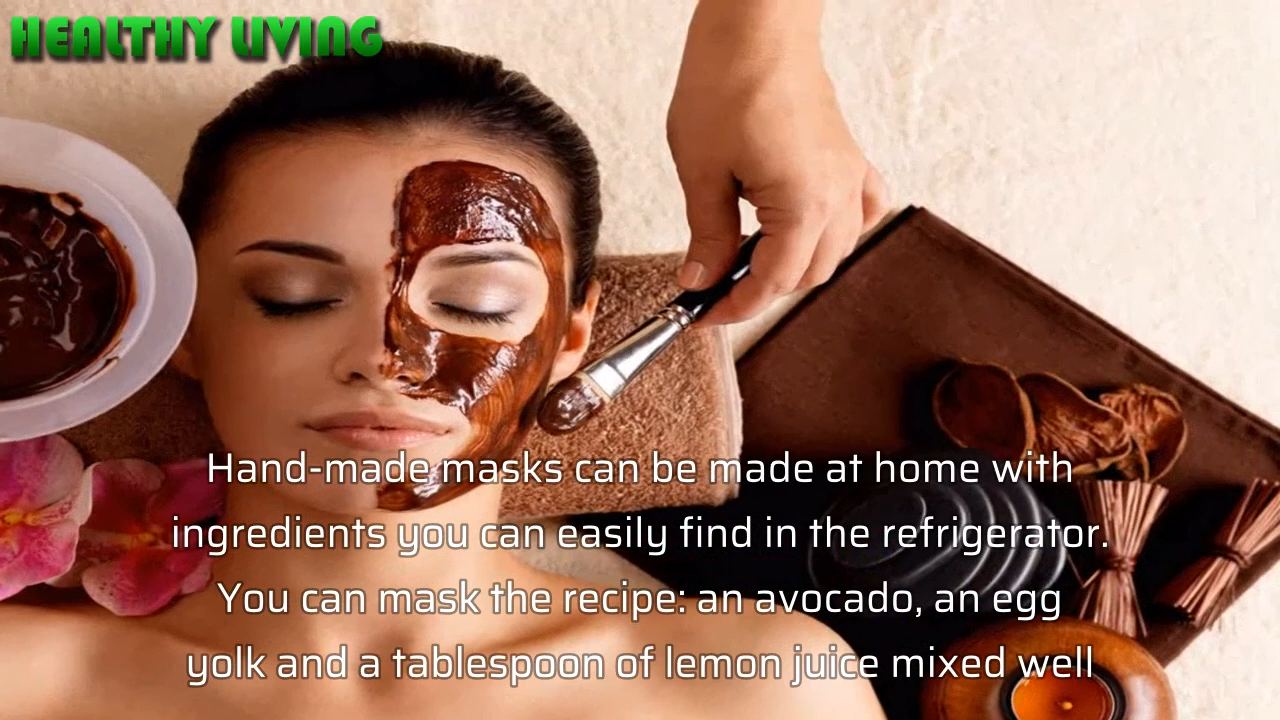 HEALTHY LIVING
Hand-made masks can be made at home with
ingredients you can easily find in the refrigerator.
You can mask the recipe: an avocado, an egg
yolk and a tablespoon of lemon juice mixed well